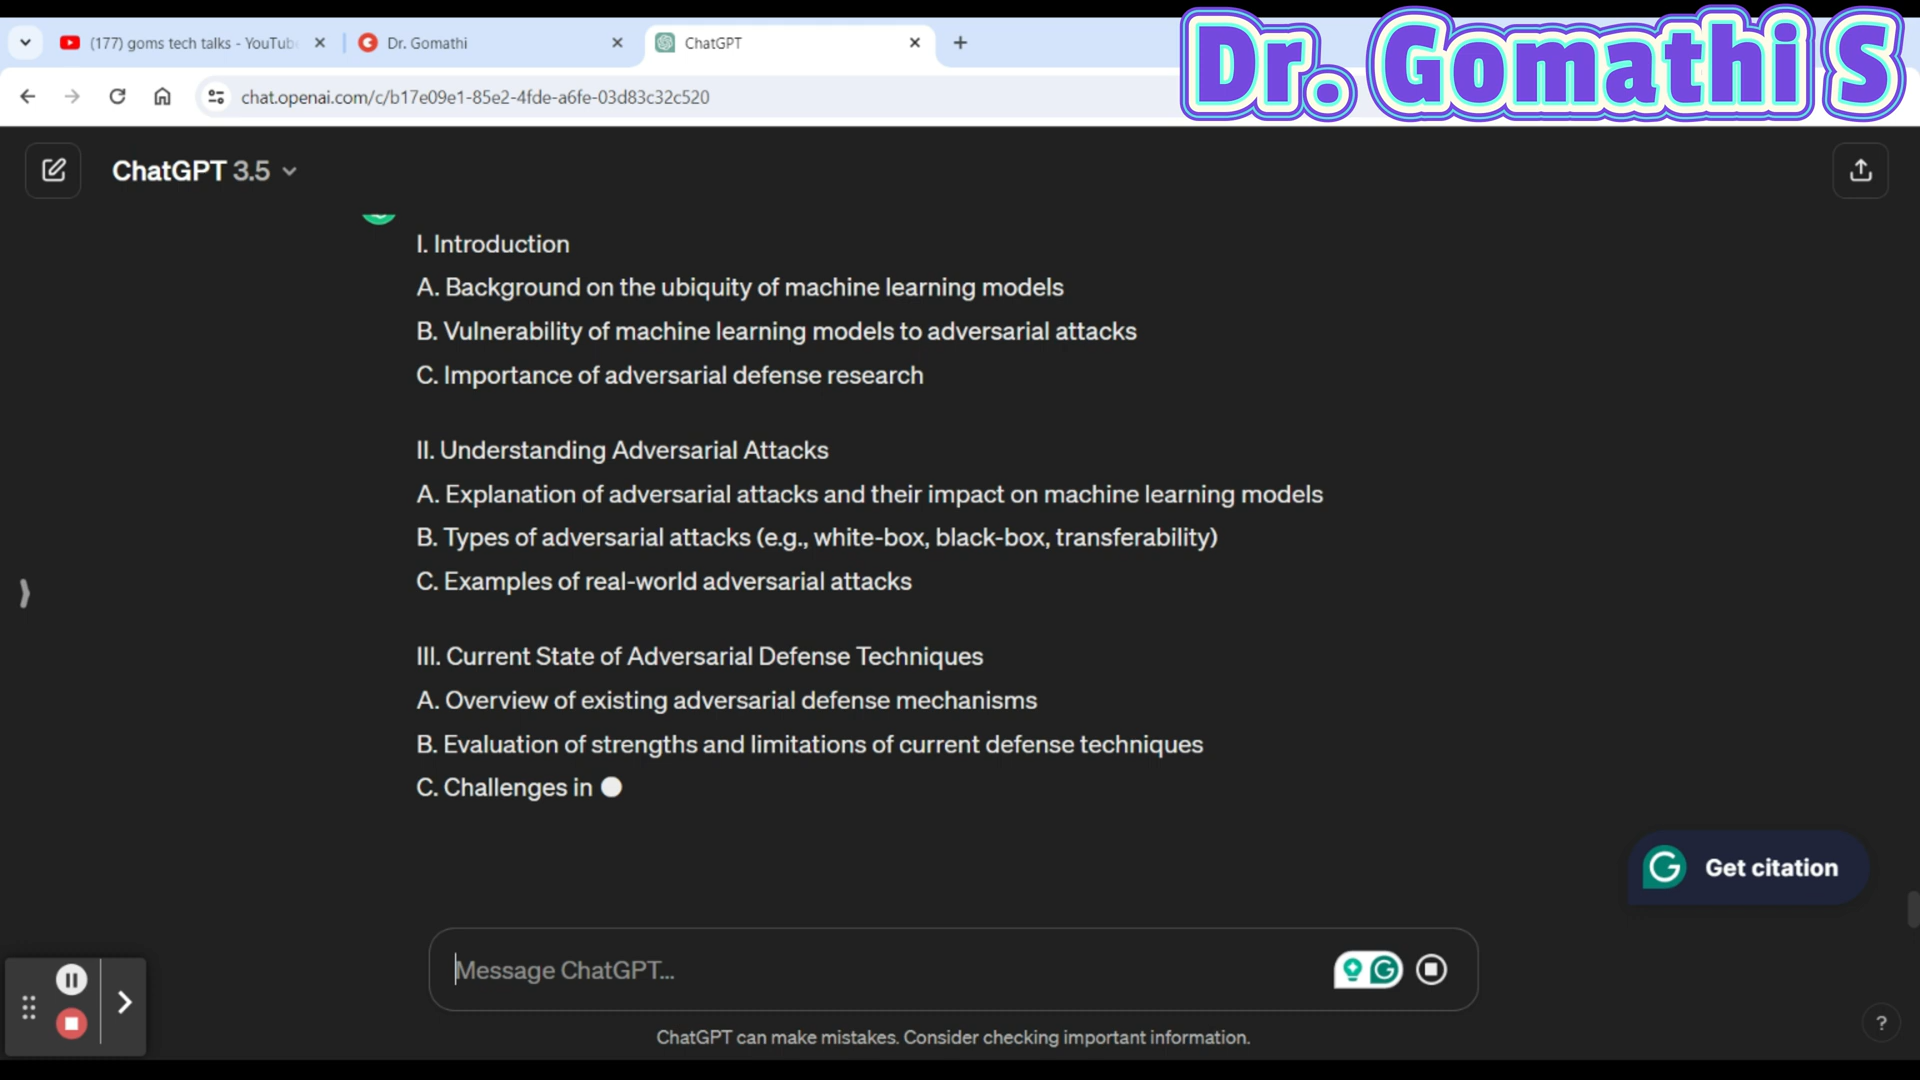 Dr. Gomathi S
(177) goms tech talks - YouTub
Dr. Gomathi
ChatGPT
chat.openai.com/c/b17e09e1-85e2-4fde-a6fe-03d83c32c520
ChatGPT 3.5
I. Introduction
A. Background on the ubiquity of machine learning models
B. Vulnerability of machine learning models to adversarial attacks
C. Importance of adversarial defense research
II. Understanding Adversarial Attacks
A. Explanation of adversarial attacks and their impact on machine learning models
B. Types of adversarial attacks (e.g., white-box, black-box, transferability)
C. Examples of real-world adversarial attacks
III. Current State of Adversarial Defense Techniques
A. Overview of existing adversarial defense mechanisms
B. Evaluation of strengths and limitations of current defense techniques
C. Challenges in
Get citation
Message ChatGPT...
ChatGPT can make mistakes. Consider checking important information.
?